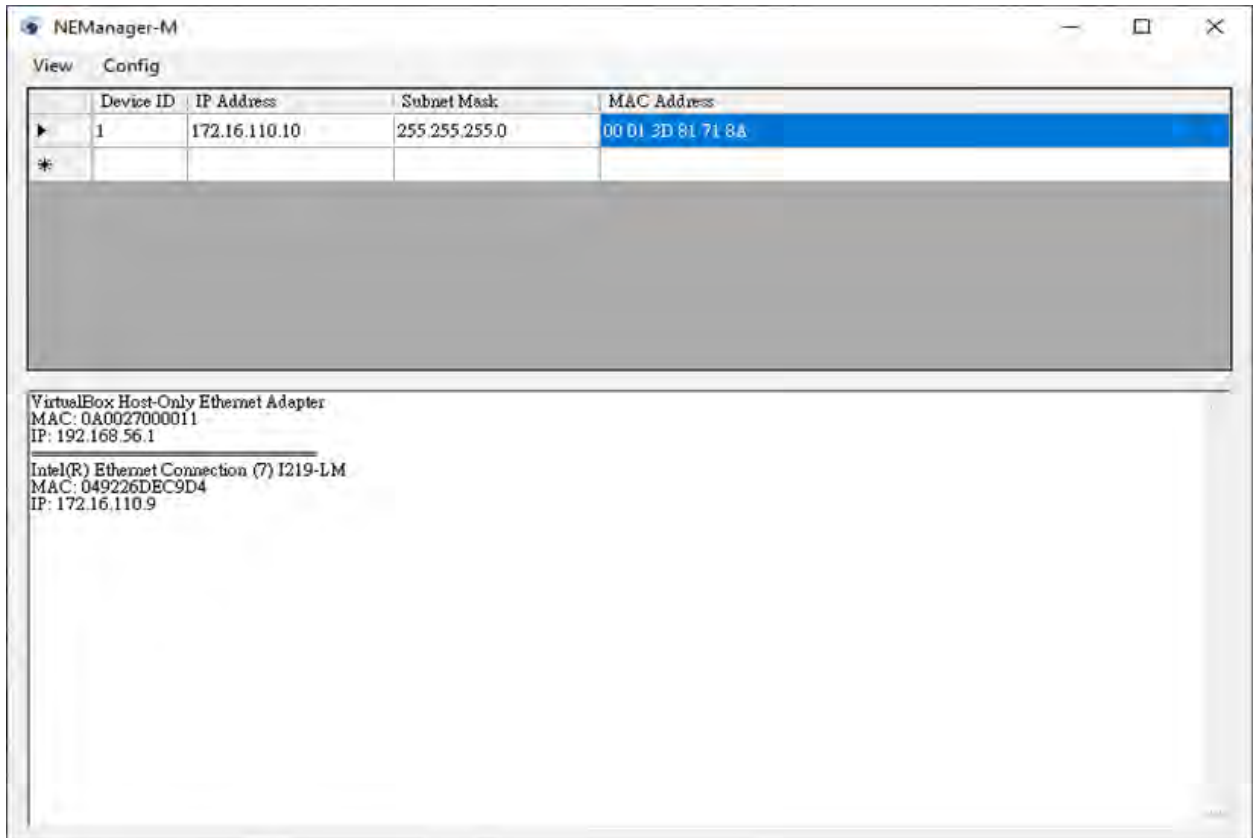 NEManager-M
View Config
Device ID IP Address Subnet Mask MAC Address
1 172.16.110.10 255.255.255.0 00 01 3D 81 71 8A
VirtualBox Host-Only Ethernet Adapter
MAC: 0A0027000011
IP: 192.168.56.1
Intel(R) Ethernet Connection (7) I219-LM
MAC: 049226DEC9D4
IP: 172.16.110.9